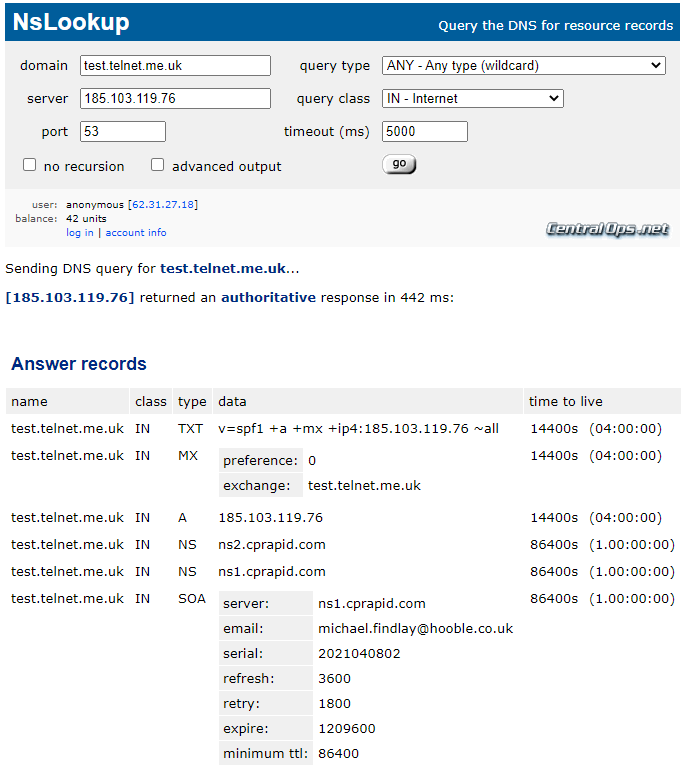 NsLookup Query the DNS for resource records
domain test.telnet.me.uk query type ANY - Any type (wildcard)
server 185.103.119.76 query class IN - Internet
port 53 timeout (ms) 5000
no recursion advanced output go
user: anonymous [62.31.27.18]
balance: 42 units
log in | account info
CentralOps.net
Sending DNS query for test.telnet.me.uk...
[185.103.119.76] returned an authoritative response in 442 ms:
Answer records
name class type data time to live
test.telnet.me.uk IN TXT v=spf1 +a +mx +ip4:185.103.119.76 ~all 14400s (04:00:00)
test.telnet.me.uk IN MX preference: 0 14400s (04:00:00)
exchange: test.telnet.me.uk
test.telnet.me.uk IN A 185.103.119.76 14400s (04:00:00)
test.telnet.me.uk IN NS ns2.cprapid.com 86400s (1.00:00:00)
test.telnet.me.uk IN NS ns1.cprapid.com 86400s (1.00:00:00)
test.telnet.me.uk IN SOA server: ns1.cprapid.com 86400s (1.00:00:00)
email: michael.findlay@hooble.co.uk
serial: 2021040802
refresh: 3600
retry: 1800
expire: 1209600
minimum ttl: 86400